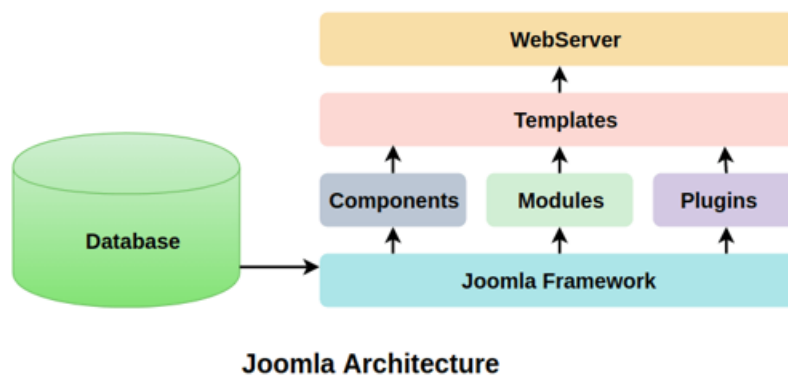 WebServer
Templates
Components Modules Plugins
Database
Joomla Framework
Joomla Architecture